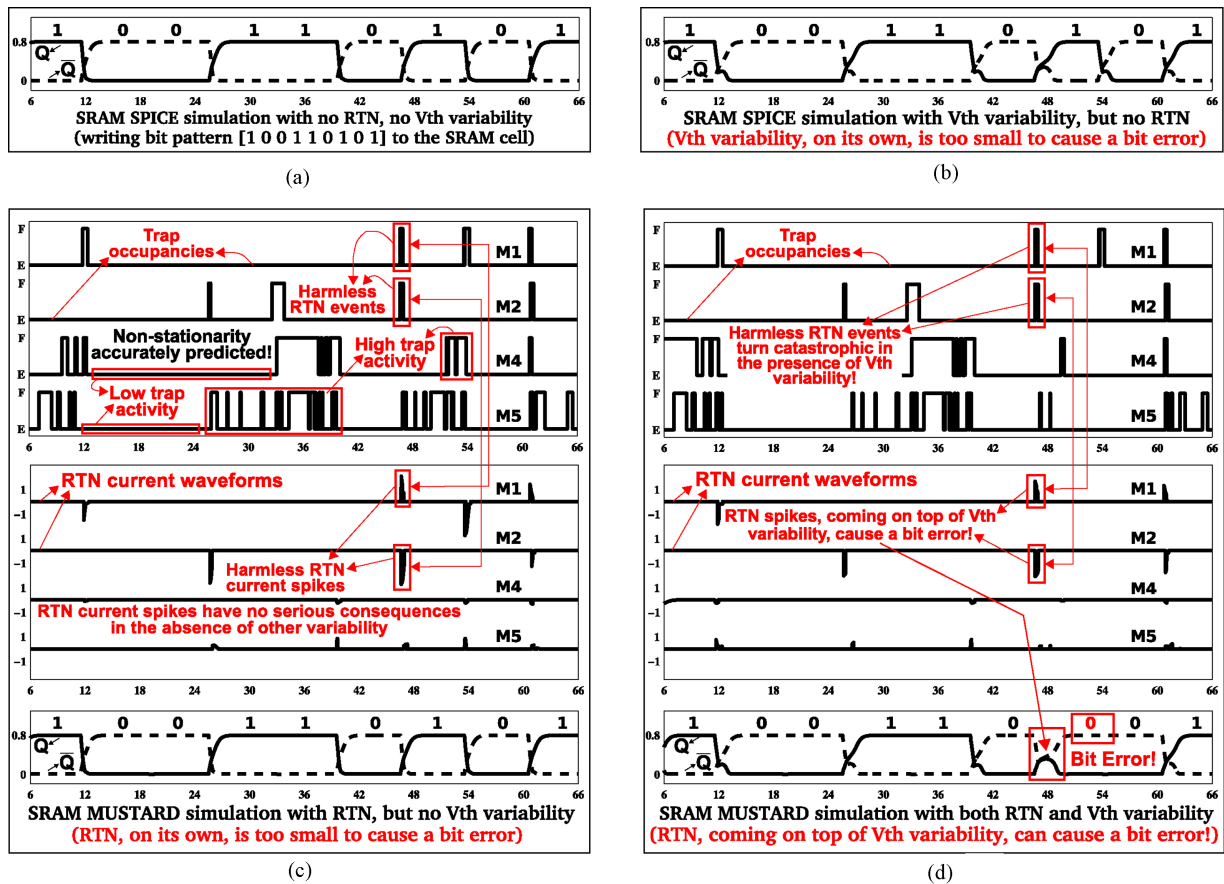 1 0 0 1 1 0 1 0 1
0.8
Q
Q̅
0
6 12 18 24 31 36 42 48 54 60 66
SRAM SPICE simulation with no RTN, no Vth variability
(writing bit pattern [1 0 0 1 1 0 1 0 1] to the SRAM cell)
(a)
1 0 0 1 1 0 1 0 1
0.8
Q
Q̅
0
6 12 18 24 31 36 42 48 54 60 66
SRAM SPICE simulation with Vth variability, but no RTN
(Vth variability, on its own, is too small to cause a bit error)
(b)
F
Trap
occupancies
M1
E
F
Harmless
RTN events
M2
E
F
Non-stationarity
accurately predicted!
High trap
activity
M4
E
F
Low trap
activity
M5
E
6 12 18 24 30 36 42 48 54 60 66
RTN current waveforms
1
M1
-1
1
M2
-1
Harmless RTN
current spikes
1
M4
RTN current spikes have no serious consequences
in the absence of other variability
-1
1
M5
-1
6 12 18 24 30 36 42 48 54 60 66
1 0 0 1 1 0 1 0 1
0.8
Q
Q̅
0
6 12 18 24 30 36 42 48 54 60 66
SRAM MUSTARD simulation with RTN, but no Vth variability
(RTN, on its own, is too small to cause a bit error)
(c)
F
Trap
occupancies
M1
E
F
M2
E
Harmless RTN events
turn catastrophic in
the presence of Vth
variability!
F
M4
E
F
M5
E
6 12 18 24 30 36 42 48 54 60 66
RTN current waveforms
1
M1
-1
RTN spikes, coming on top of Vth
variability, cause a bit error!
1
M2
-1
1
M4
-1
1
M5
-1
6 12 18 24 30 36 42 48 54 60 66
1 0 0 1 1 0 0 0 1
0.8
Q
Q̅
Bit Error!
0
6 12 18 24 30 36 42 48 54 60 66
SRAM MUSTARD simulation with both RTN and Vth variability
(RTN, coming on top of Vth variability, can cause a bit error!)
(d)